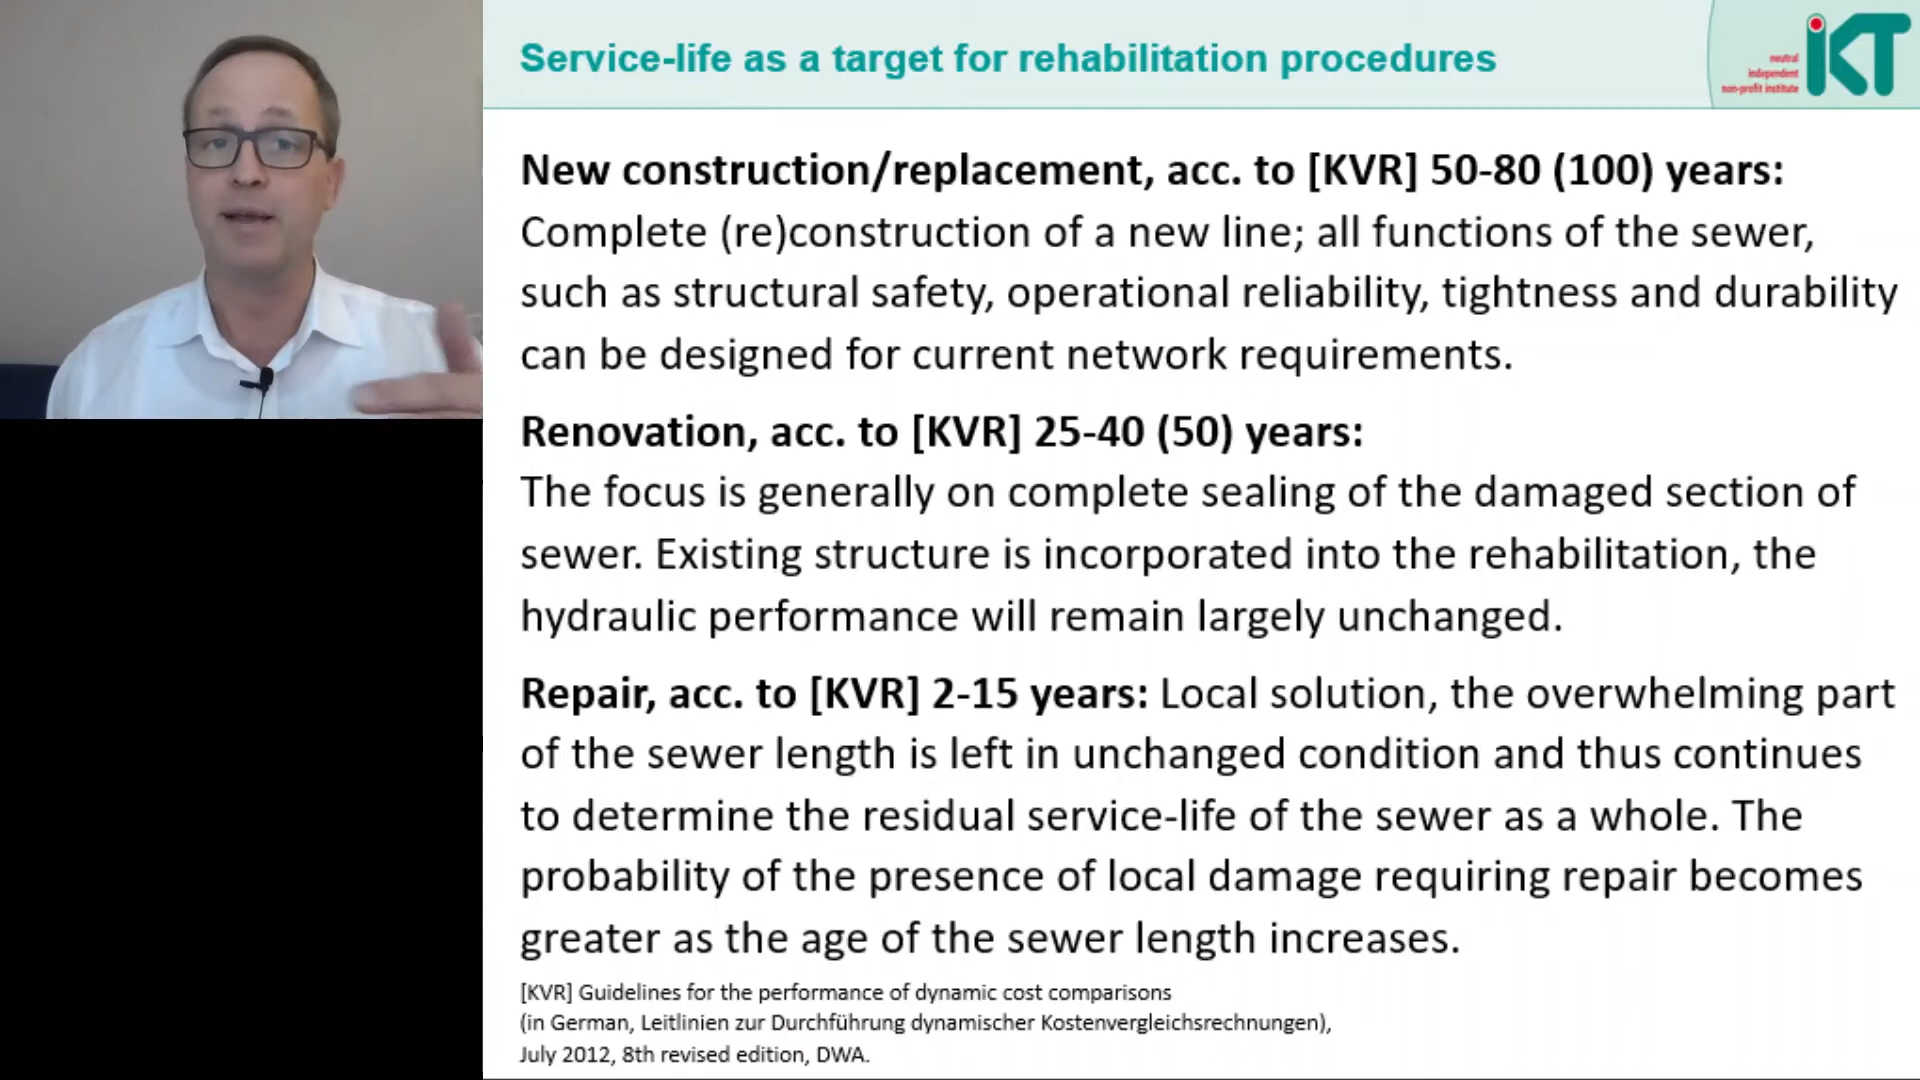 Service-life as a target for rehabilitation procedures
neutral
independent
non-profit institute
iKT
New construction/replacement, acc. to [KVR] 50-80 (100) years:
Complete (re)construction of a new line; all functions of the sewer,
such as structural safety, operational reliability, tightness and durability
can be designed for current network requirements.
Renovation, acc. to [KVR] 25-40 (50) years:
The focus is generally on complete sealing of the damaged section of
sewer. Existing structure is incorporated into the rehabilitation, the
hydraulic performance will remain largely unchanged.
Repair, acc. to [KVR] 2-15 years: Local solution, the overwhelming part
of the sewer length is left in unchanged condition and thus continues
to determine the residual service-life of the sewer as a whole. The
probability of the presence of local damage requiring repair becomes
greater as the age of the sewer length increases.
[KVR] Guidelines for the performance of dynamic cost comparisons
(in German, Leitlinien zur Durchführung dynamischer Kostenvergleichsrechnungen),
July 2012, 8th revised edition, DWA.